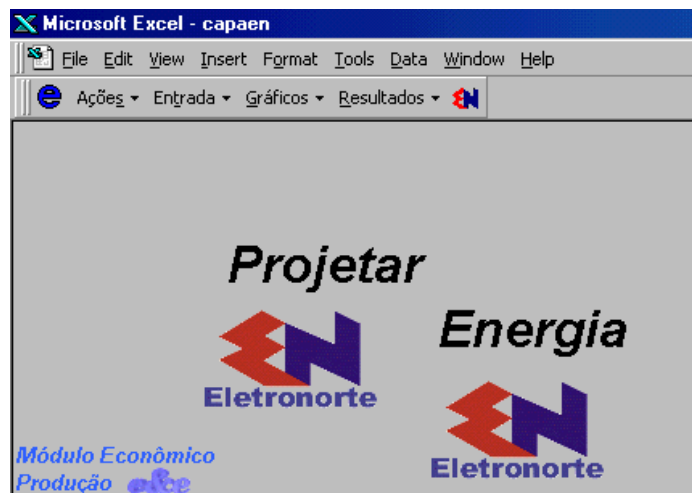 Microsoft Excel - capaen
File Edit View Insert Format Tools Data Window Help
Ações Entrada Gráficos Resultados
Projetar
Energia
Eletronorte
Eletronorte
Módulo Econômico
Produção